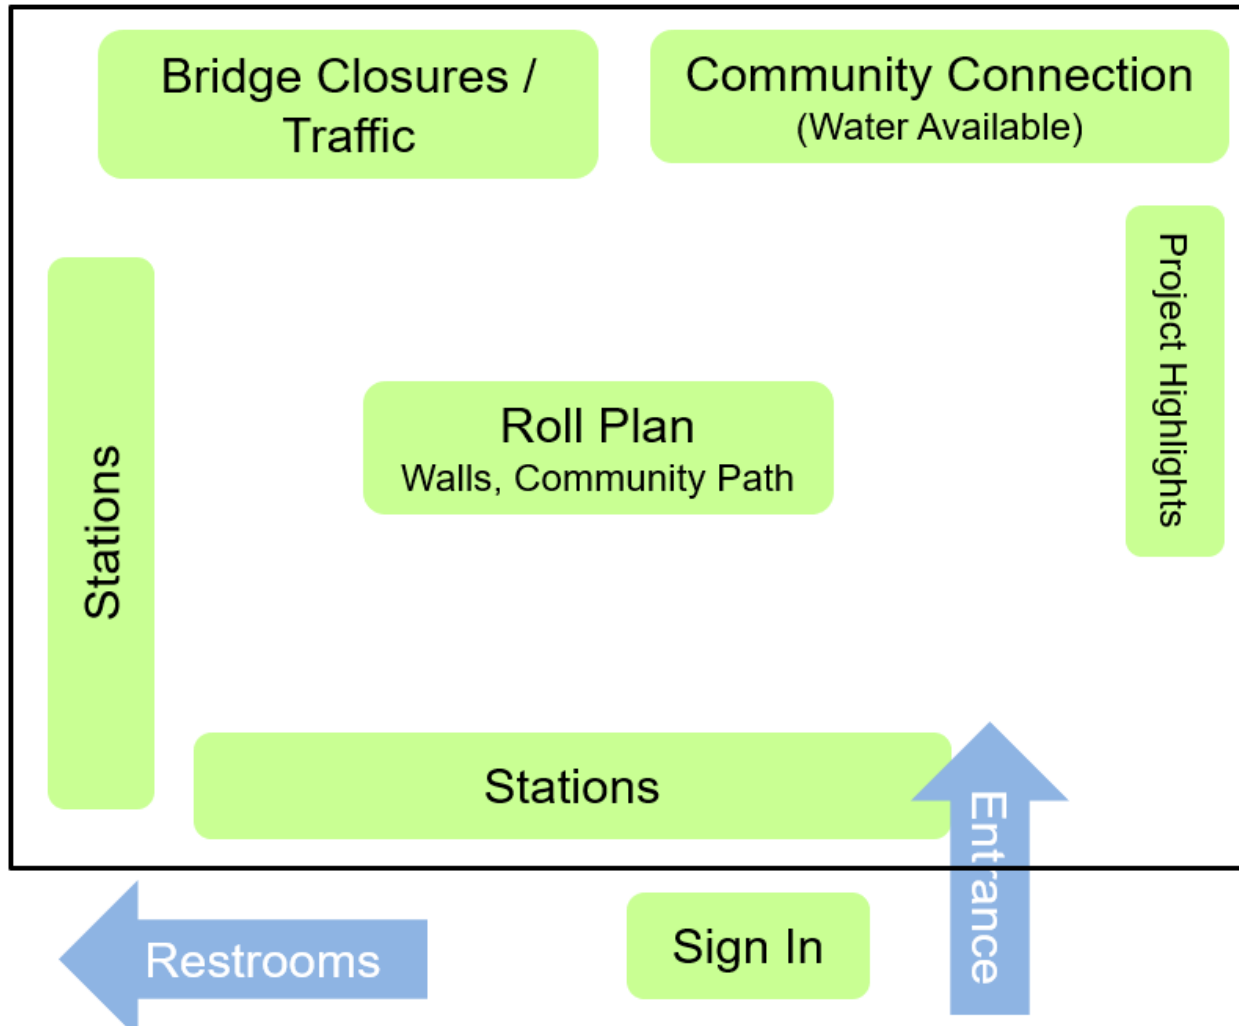 Bridge Closures /
Traffic
Community Connection
(Water Available)
Project Highlights
Roll Plan
Walls, Community Path
Stations
Stations
Entrance
Sign In
Restrooms